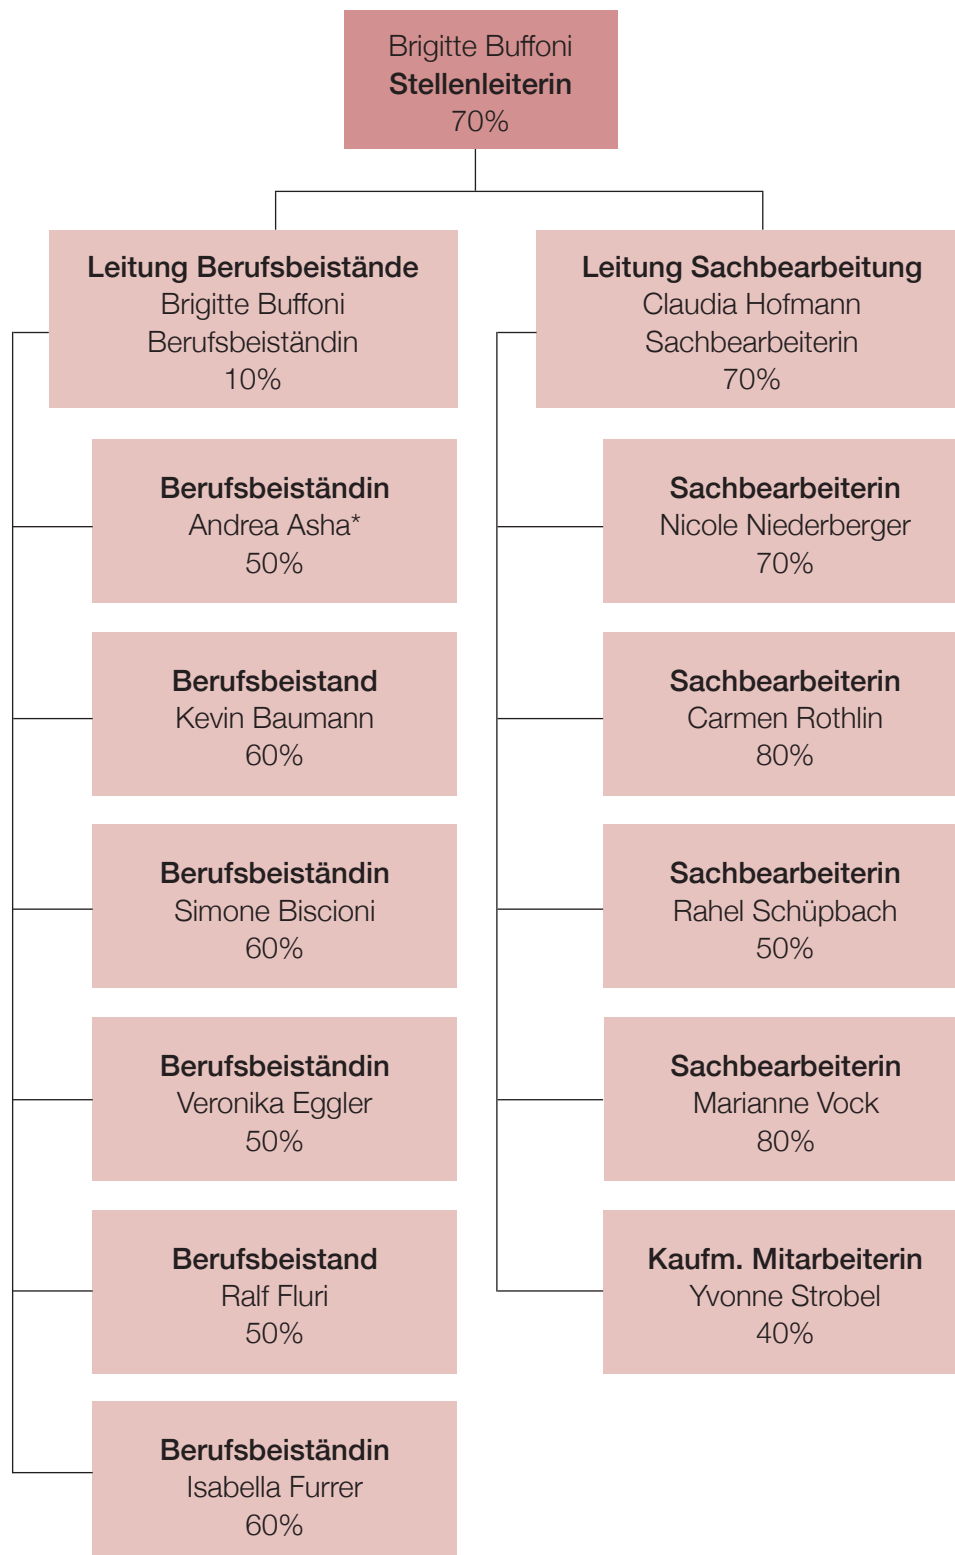 Brigitte Buffoni
Stellenleiterin
70%
Leitung Berufsbeistände
Brigitte Buffoni
Berufsbeiständin
10%
Berufsbeiständin
Andrea Asha*
50%
Berufsbeistand
Kevin Baumann
60%
Berufsbeiständin
Simone Biscioni
60%
Berufsbeiständin
Veronika Eggler
50%
Berufsbeistand
Ralf Fluri
50%
Berufsbeiständin
Isabella Furrer
60%
Leitung Sachbearbeitung
Claudia Hofmann
Sachbearbeiterin
70%
Sachbearbeiterin
Nicole Niederberger
70%
Sachbearbeiterin
Carmen Rothlin
80%
Sachbearbeiterin
Rahel Schüpbach
50%
Sachbearbeiterin
Marianne Vock
80%
Kaufm. Mitarbeiterin
Yvonne Strobel
40%